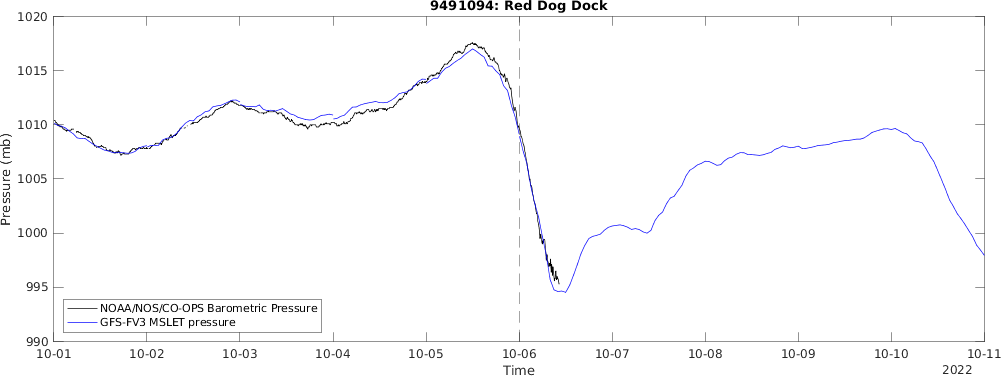 9491094: Red Dog Dock
1020
1015
1010
1005
1000
995
990
Pressure (mb)
NOAA/NOS/CO-OPS Barometric Pressure
GFS-FV3 MSLET pressure
10-01 10-02 10-03 10-04 10-05 10-06 10-07 10-08 10-09 10-10 10-11
Time
2022